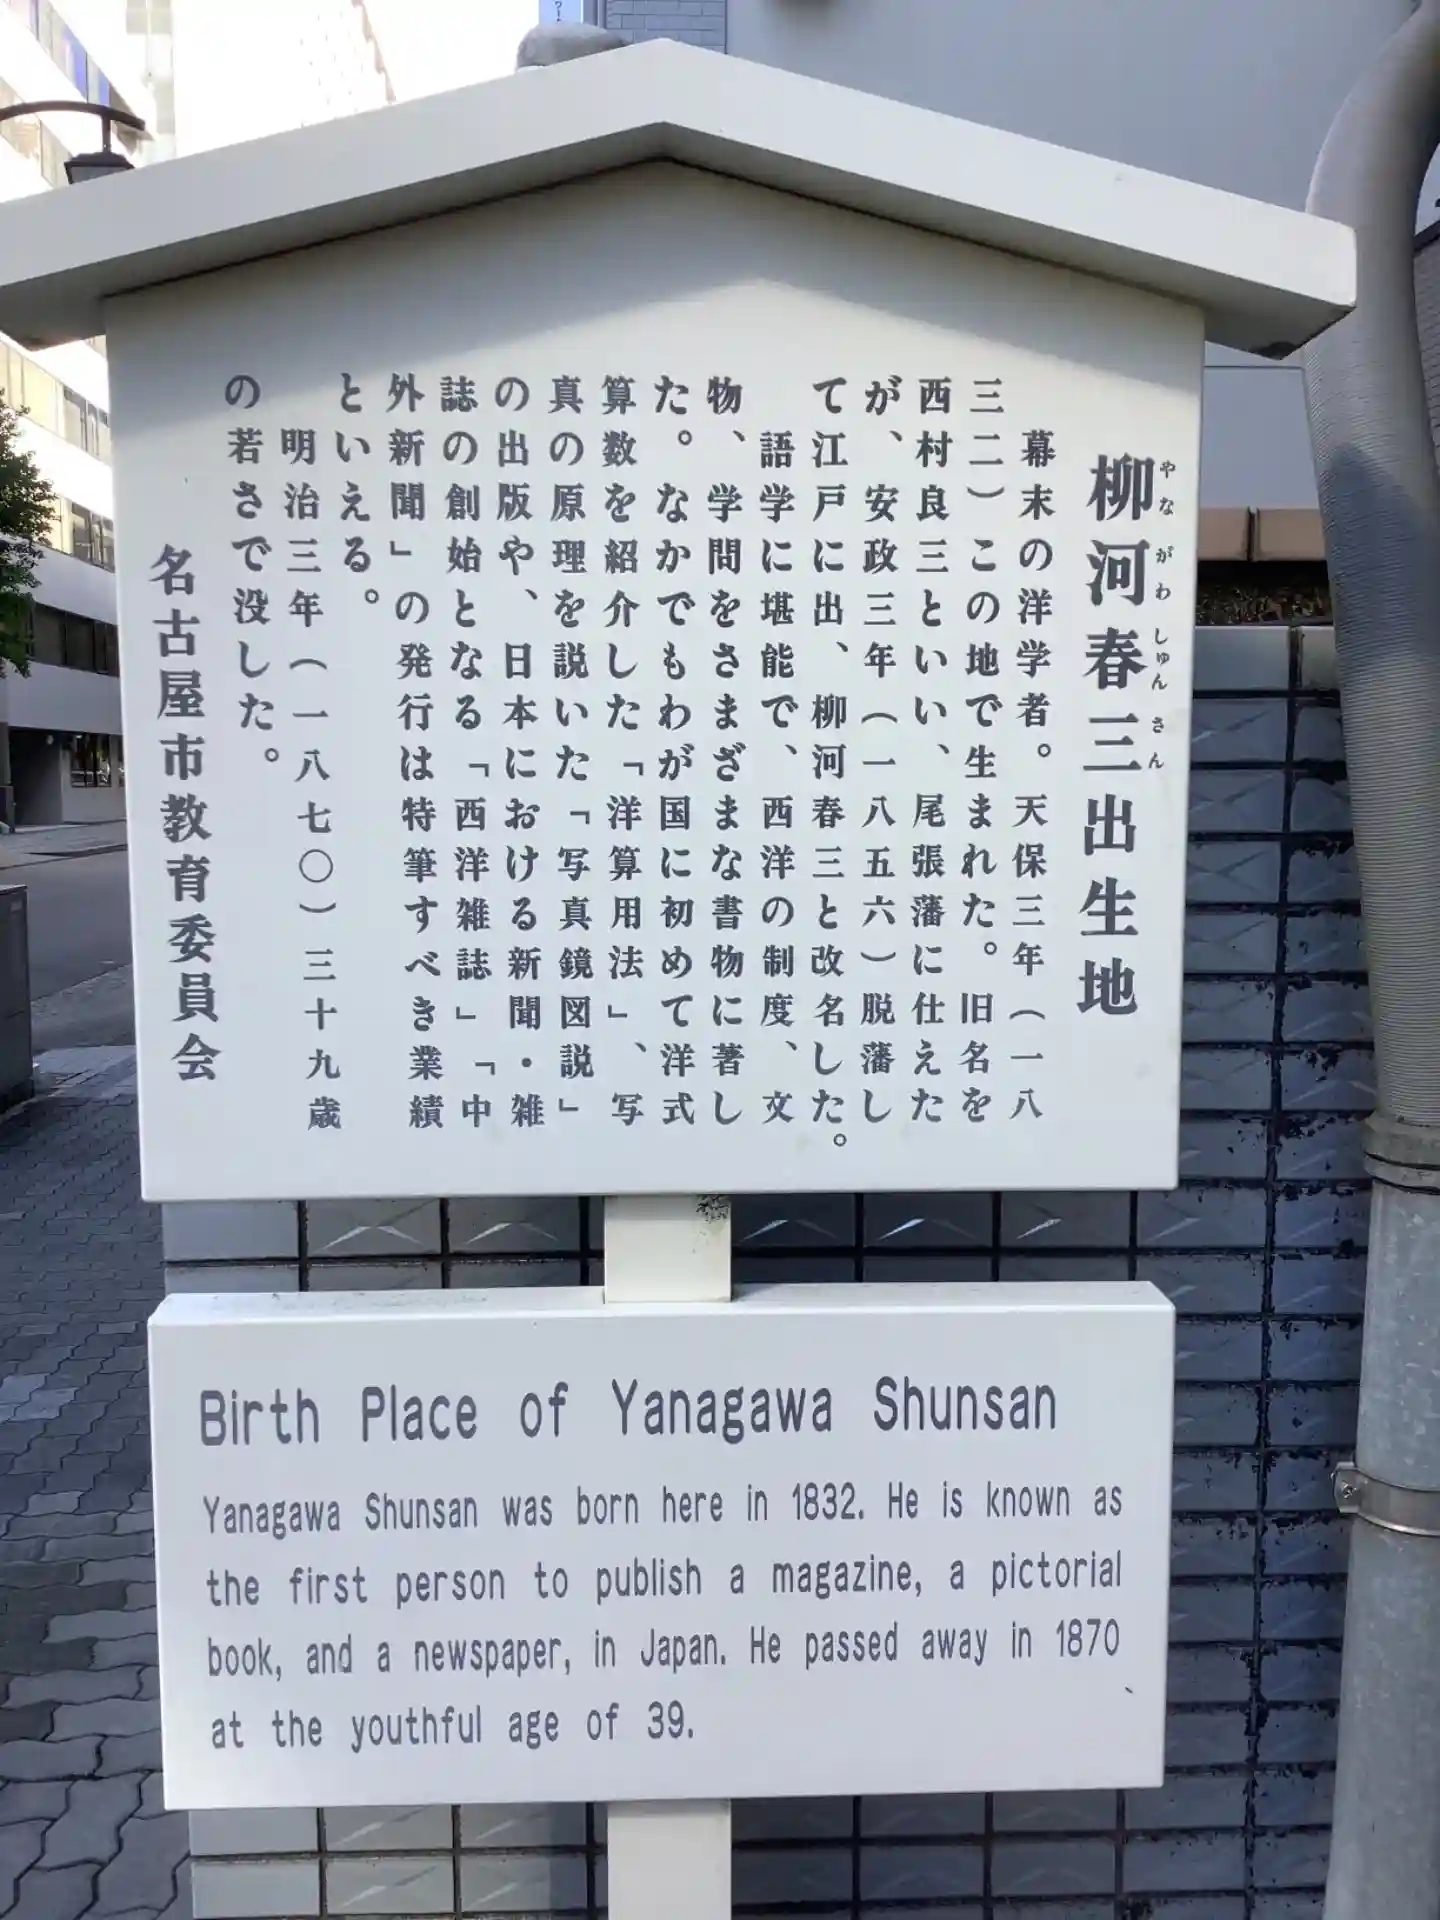 柳河春三出生地
やながわしゅんさん
幕末の洋学者。天保三年(一八
三二)この地で生まれた。旧名を
西村良三といい、尾張藩に仕えた
が、安政三年(一八五六)脱藩し
て江戸に出、柳河春三と改名した。
語学に堪能で、西洋の制度、文
物、学問をさまざまな書物に著し
た。なかでもわが国に初めて洋式
算数を紹介した「洋算用法」、写
真の原理を説いた「写真鏡図説」
の出版や、日本における新聞・雑
誌の創始となる「西洋雑誌」「中
外新聞」の発行は特筆すべき業績
といえる。
明治三年(一八七〇)三十九歳
の若さで没した。
名古屋市教育委員会
Birth Place of Yanagawa Shunsan
Yanagawa Shunsan was born here in 1832. He is known as
the first person to publish a magazine, a pictorial
book, and a newspaper, in Japan. He passed away in 1870
at the youthful age of 39.